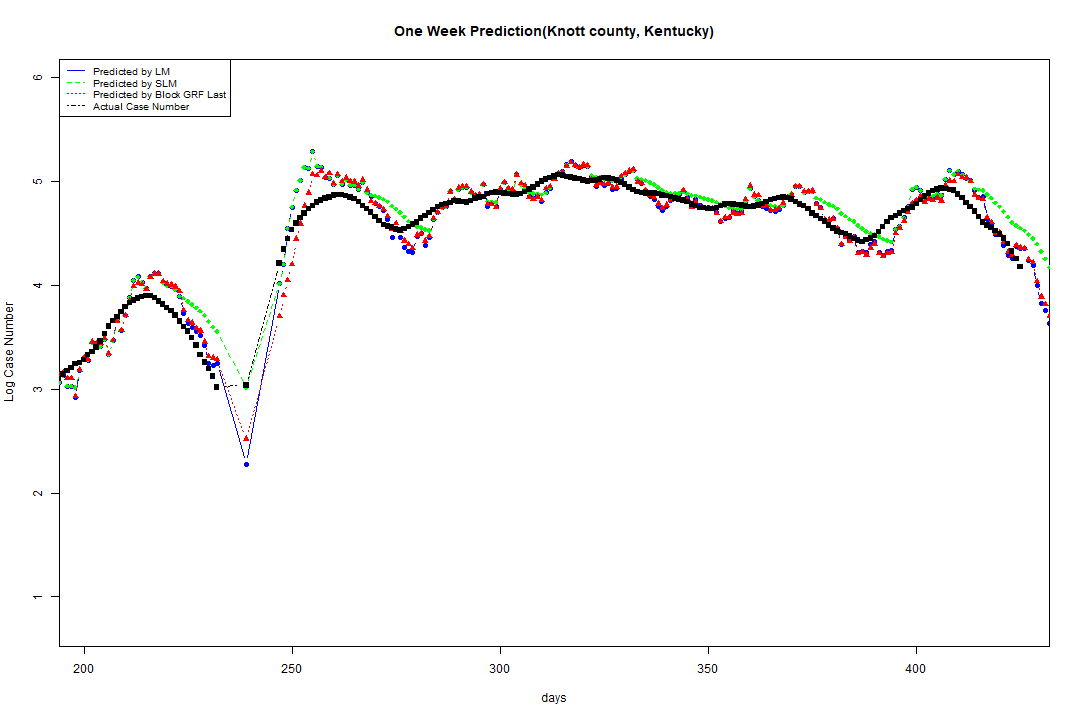 One Week Prediction(Knott county, Kentucky)
Predicted by LM
Predicted by SLM
Predicted by Block GRF Last
Actual Case Number
6
5
4
3
2
1
Log Case Number
200 250 300 350 400
days